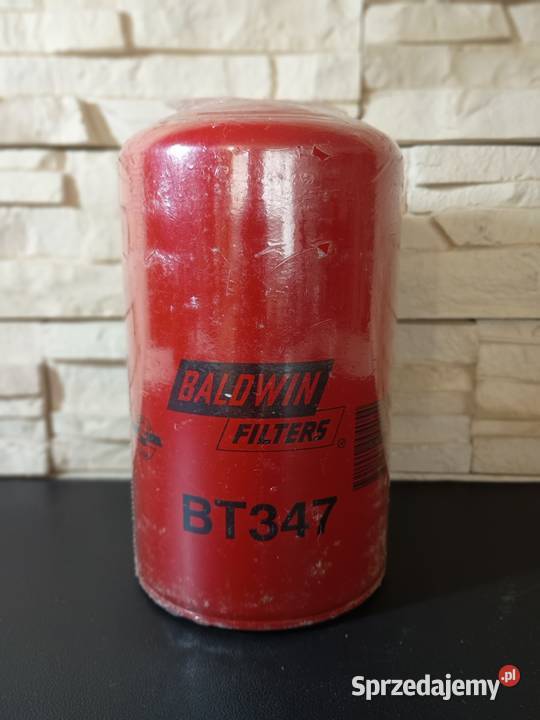 BALDWIN
FILTERS
®
BT347
Sprzedajemy.pl